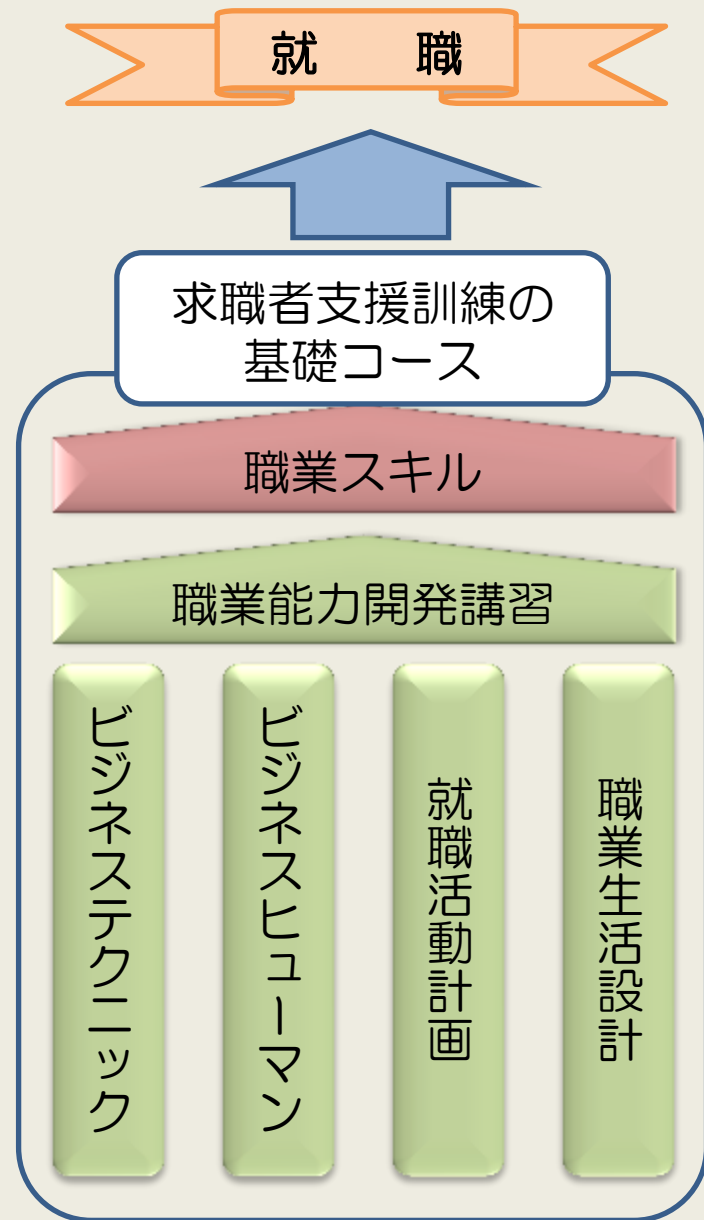 就　職
求職者支援訓練の
基礎コース
職業スキル
職業能力開発講習
ビジネステクニック
ビジネスヒューマン
就職活動計画
職業生活設計